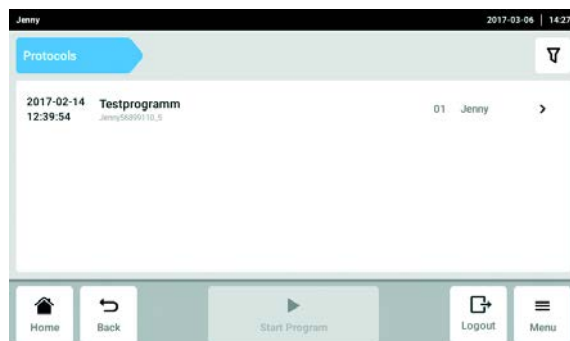 Jenny 2017-03-06 | 14:27
Protocols
2017-02-14 Testprogramm 01 Jenny
12:39:54
Home Back Start Program Logout Menu